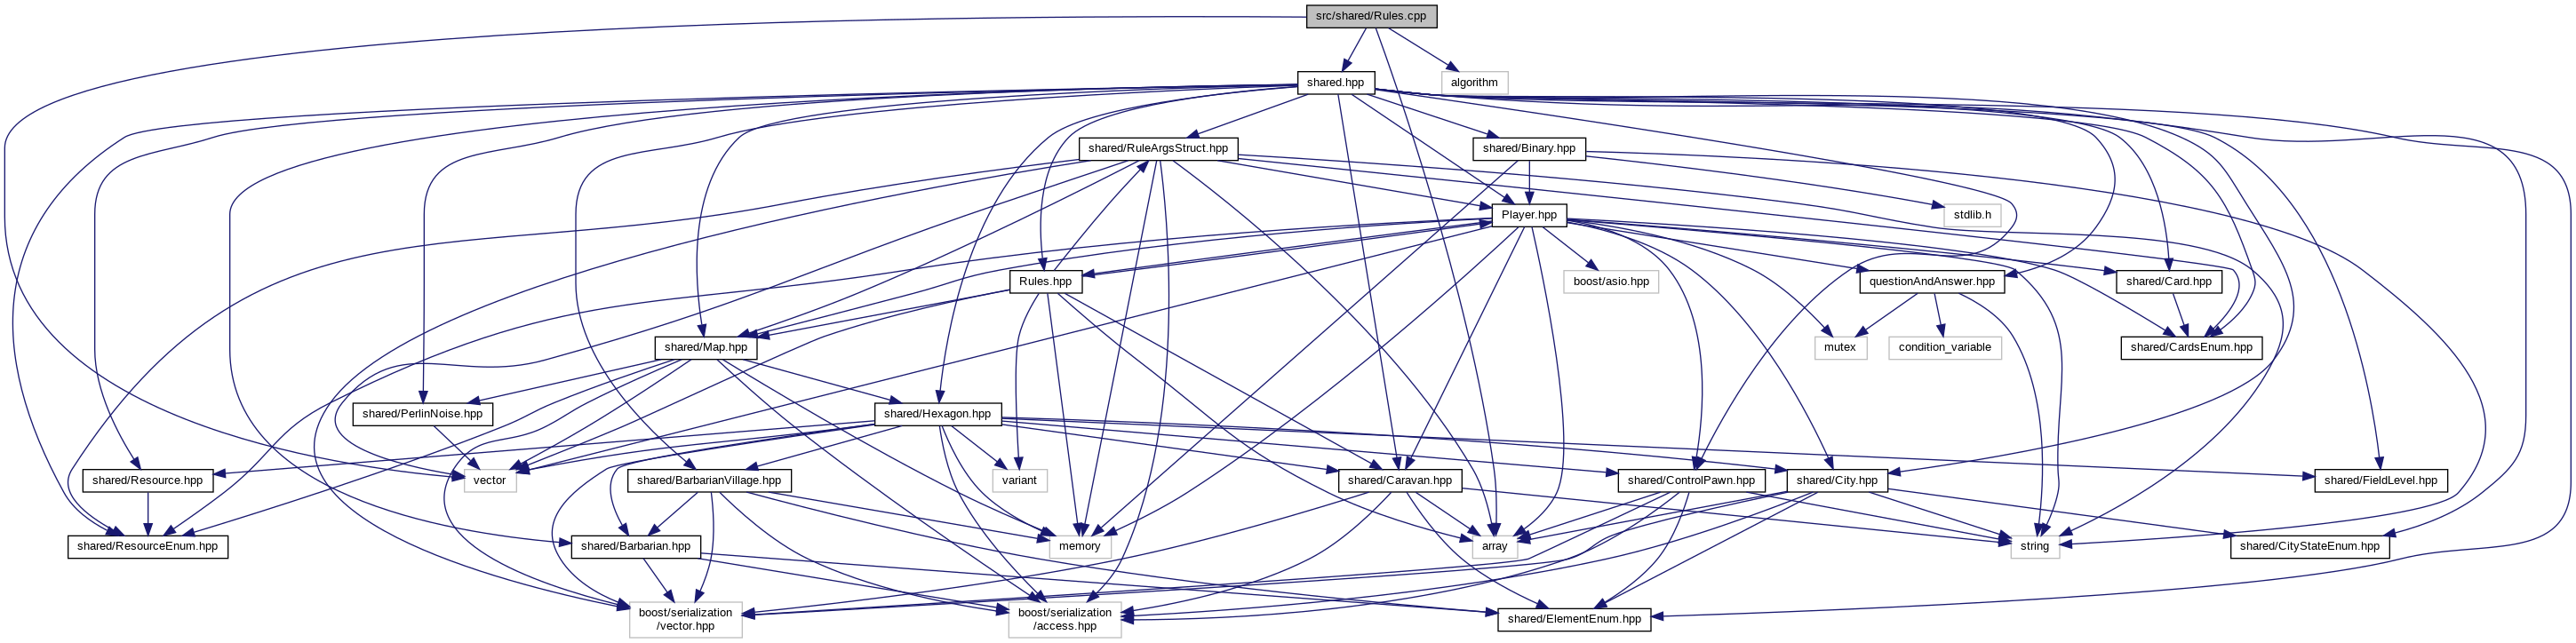 src/shared/Rules.cpp
shared.hpp
algorithm
shared/RuleArgsStruct.hpp
shared/Binary.hpp
Player.hpp
stdlib.h
Rules.hpp
boost/asio.hpp
questionAndAnswer.hpp
shared/Card.hpp
shared/Map.hpp
mutex
condition_variable
shared/CardsEnum.hpp
shared/PerlinNoise.hpp
shared/Hexagon.hpp
shared/Resource.hpp
vector
shared/BarbarianVillage.hpp
variant
shared/Caravan.hpp
shared/ControlPawn.hpp
shared/City.hpp
shared/FieldLevel.hpp
shared/ResourceEnum.hpp
shared/Barbarian.hpp
memory
array
string
shared/CityStateEnum.hpp
boost/serialization
/vector.hpp
boost/serialization
/access.hpp
shared/ElementEnum.hpp